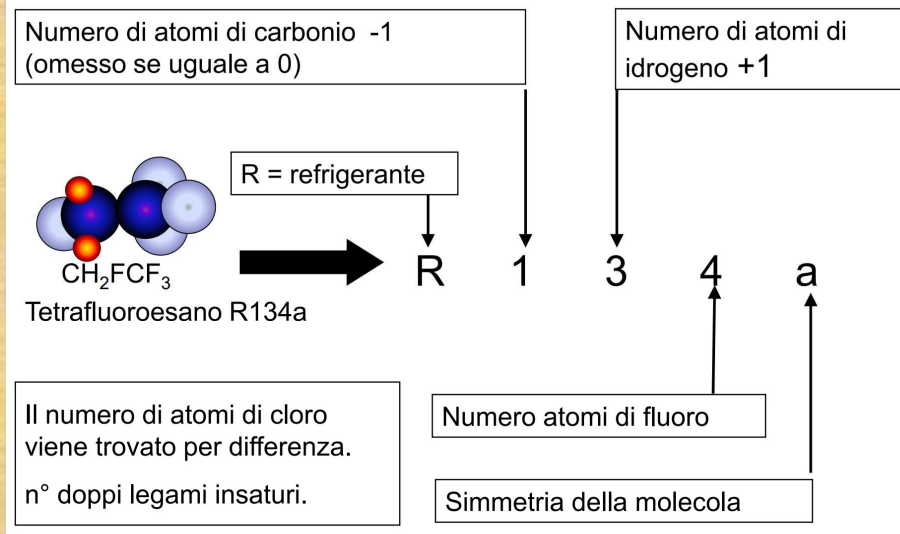 Numero di atomi di carbonio -1
(omesso se uguale a 0)
Numero di atomi di
idrogeno +1
R = refrigerante
CH₂FCF₃
Tetrafluoroesano R134a
R 1 3 4 a
Il numero di atomi di cloro
viene trovato per differenza.
n° doppi legami insaturi.
Numero atomi di fluoro
Simmetria della molecola